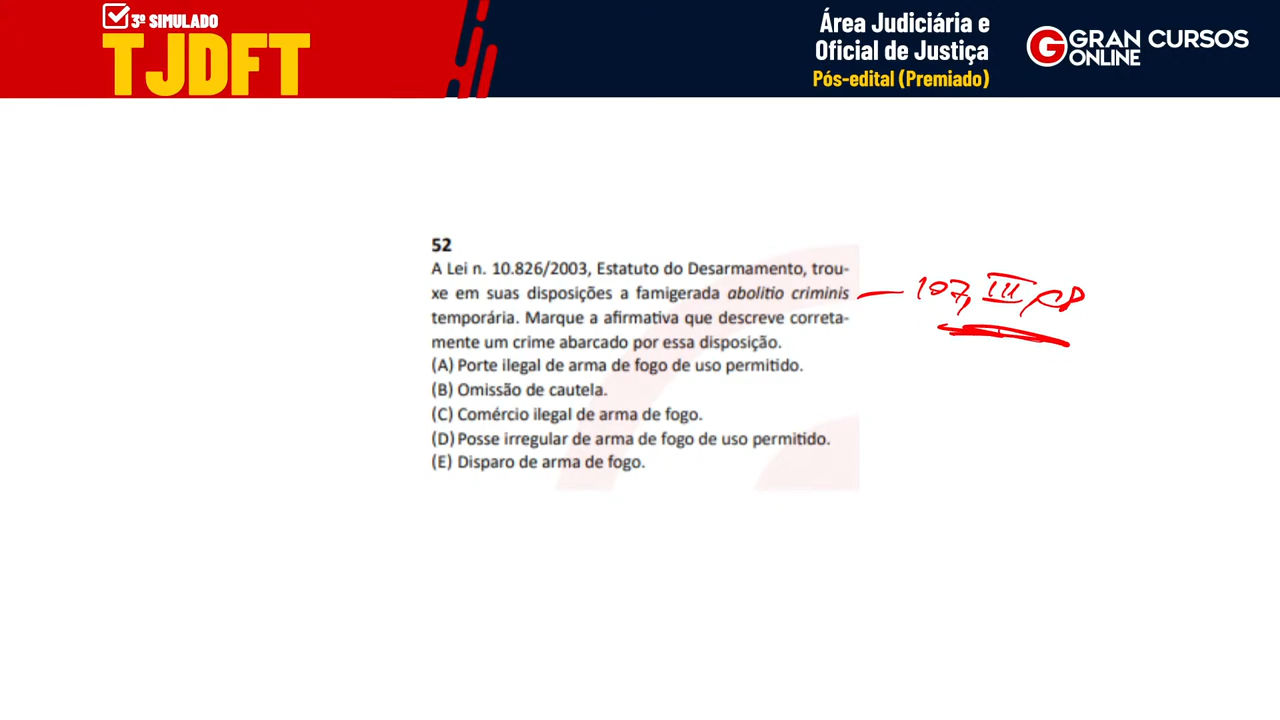 3º SIMULADO
TJDFT
Área Judiciária e
Oficial de Justiça
Pós-edital (Premiado)
GRAN CURSOS
ONLINE
52
A Lei n. 10.826/2003, Estatuto do Desarmamento, trou-
xe em suas disposições a famigerada abolitio criminis
temporária. Marque a afirmativa que descreve correta-
mente um crime abarcado por essa disposição.
(A) Porte ilegal de arma de fogo de uso permitido.
(B) Omissão de cautela.
(C) Comércio ilegal de arma de fogo.
(D) Posse irregular de arma de fogo de uso permitido.
(E) Disparo de arma de fogo.
107, III, CP